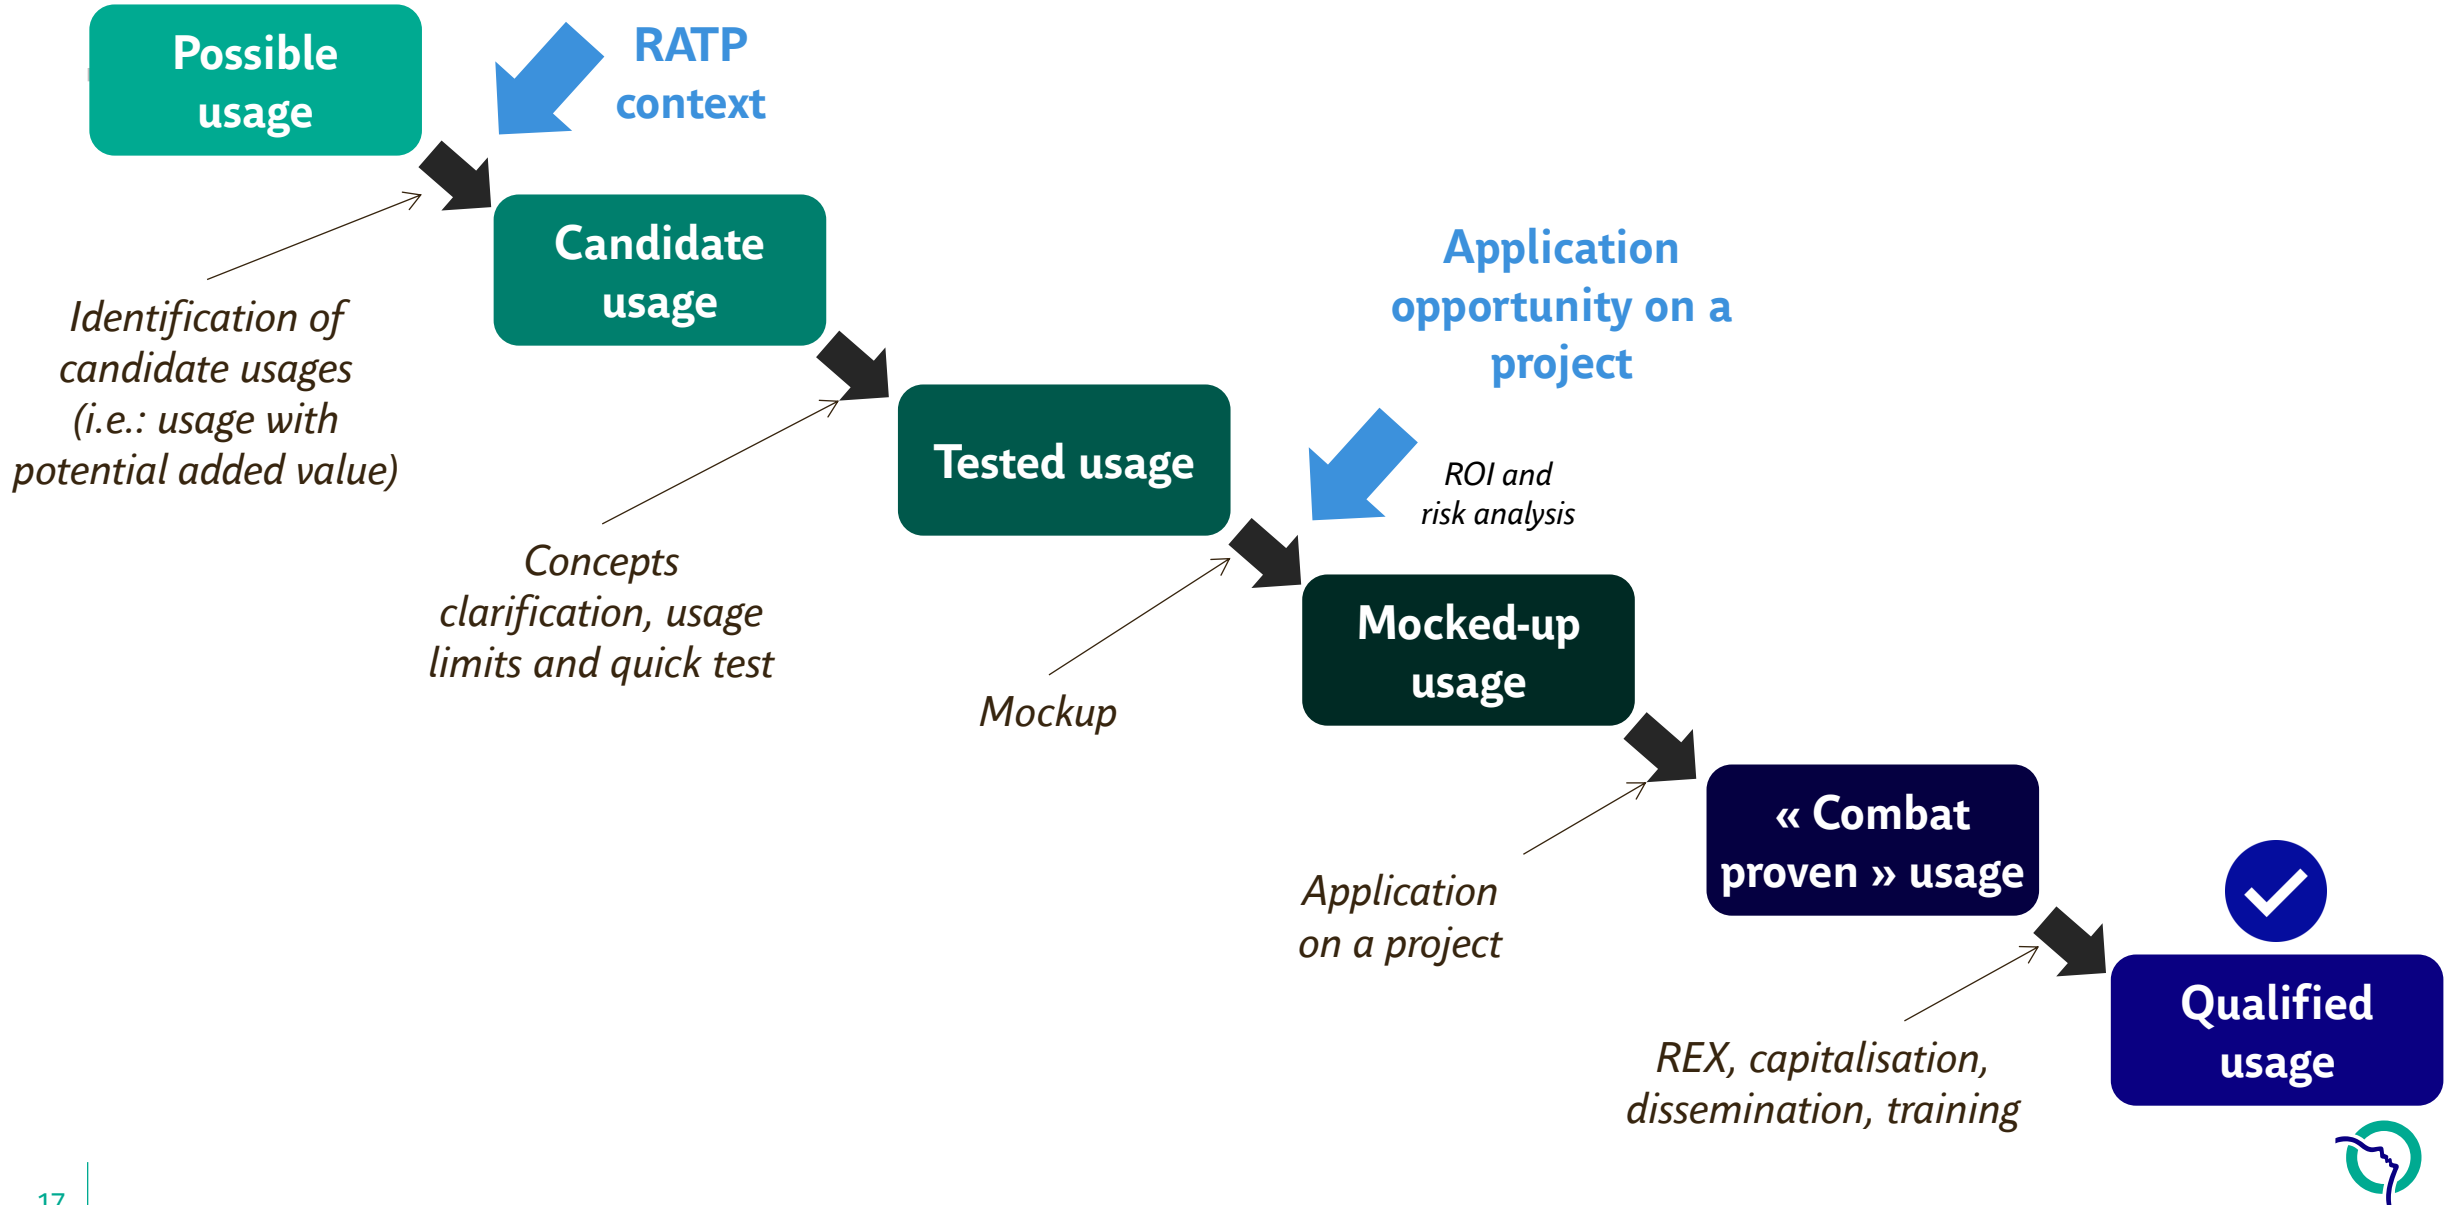 Possible
usage
RATP
context
Candidate
usage
Identification of
candidate usages
(i.e.: usage with
potential added value)
Application
opportunity on a
project
Tested usage
ROI and
risk analysis
Concepts
clarification, usage
limits and quick test
Mockup
Mocked-up
usage
« Combat
proven » usage
Application
on a project
Qualified
usage
REX, capitalisation,
dissemination, training
17